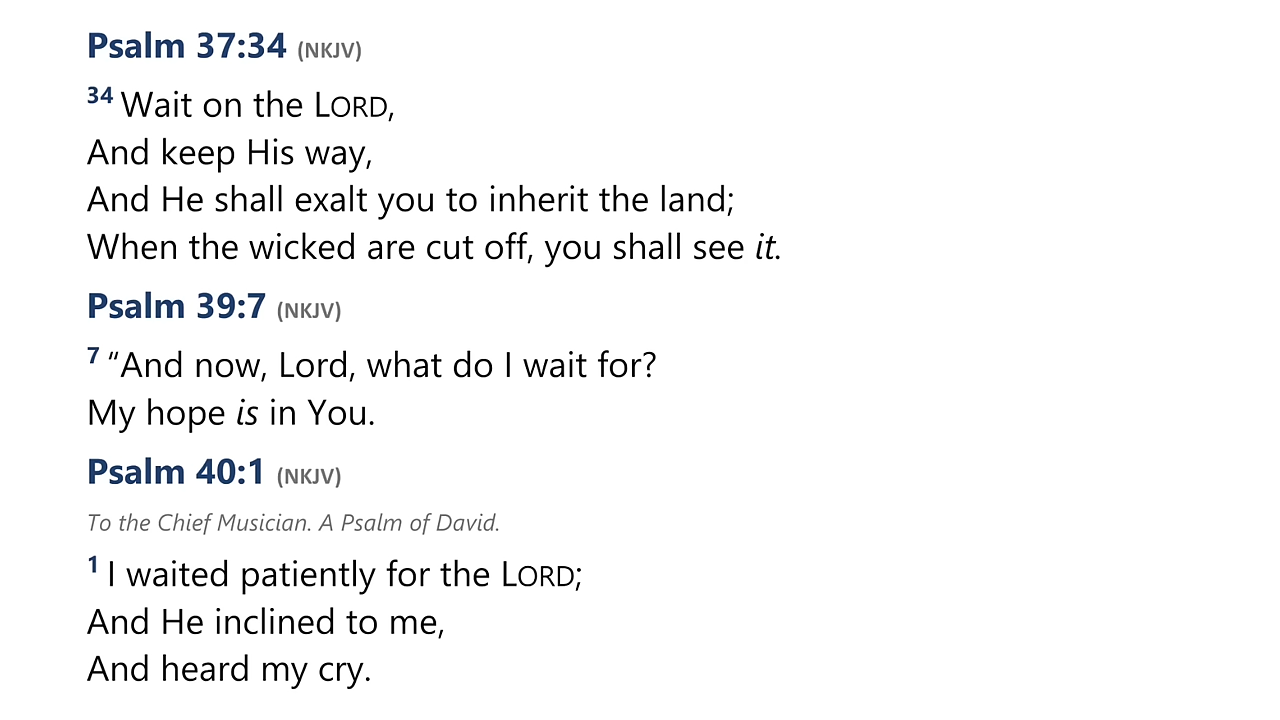 Psalm 37:34 (NKJV)
34 Wait on the LORD,
And keep His way,
And He shall exalt you to inherit the land;
When the wicked are cut off, you shall see it.
Psalm 39:7 (NKJV)
7 “And now, Lord, what do I wait for?
My hope is in You.
Psalm 40:1 (NKJV)
To the Chief Musician. A Psalm of David.
1 I waited patiently for the LORD;
And He inclined to me,
And heard my cry.